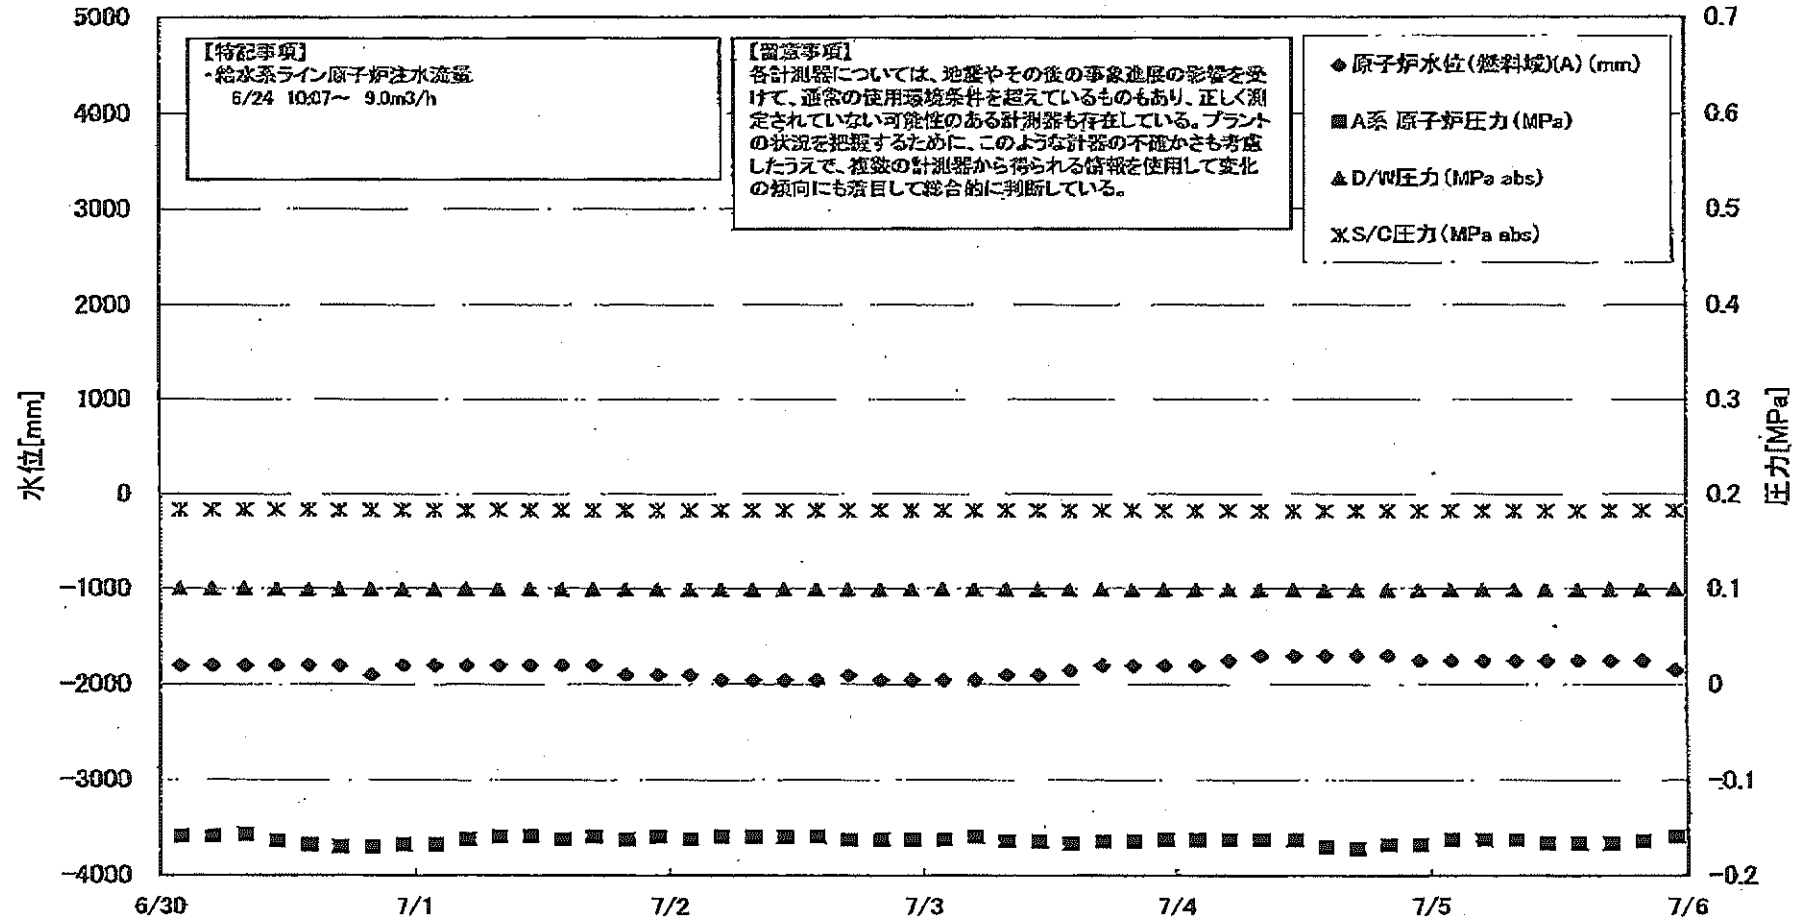 5000
4000
3000
2000
1000
0
-1000
-2000
-3000
-4000
水位[mm]
【特記事項】
・給水系ライン原子炉注水流量
6/24 10:07〜 9.0m3/h
【留意事項】
各計測器については、地震やその後の事象進展の影響を受
けて、通常の使用環境条件を超えているものもあり、正しく測
定されていない可能性のある計測器も存在している。プラント
の状況を把握するために、このような計器の不確かさも考慮
したうえで、複数の計測器から得られる情報を使用して変化
の傾向にも着目して総合的に判断している。
原子炉水位(燃料域)(A) (mm)
A系 原子炉圧力(MPa)
D/W圧力(MPa abs)
S/C圧力(MPa abs)
0.7
0.6
0.5
0.4
0.3
0.2
0.1
0
-0.1
-0.2
圧力[MPa]
6/30 7/1 7/2 7/3 7/4 7/5 7/6